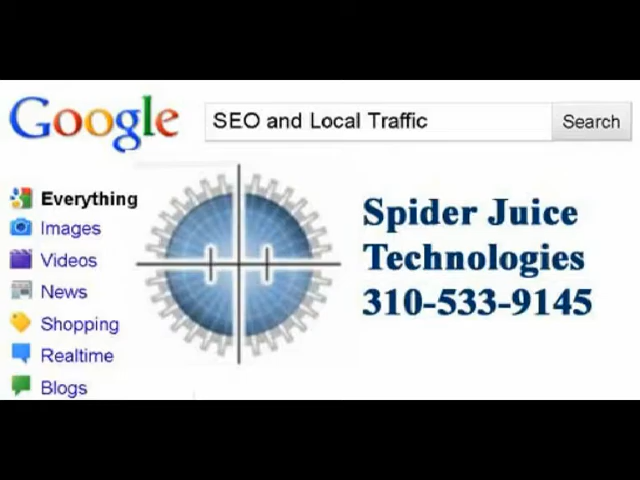 Google
SEO and Local Traffic
Search
Everything
Images
Videos
News
Shopping
Realtime
Blogs
Spider Juice
Technologies
310-533-9145